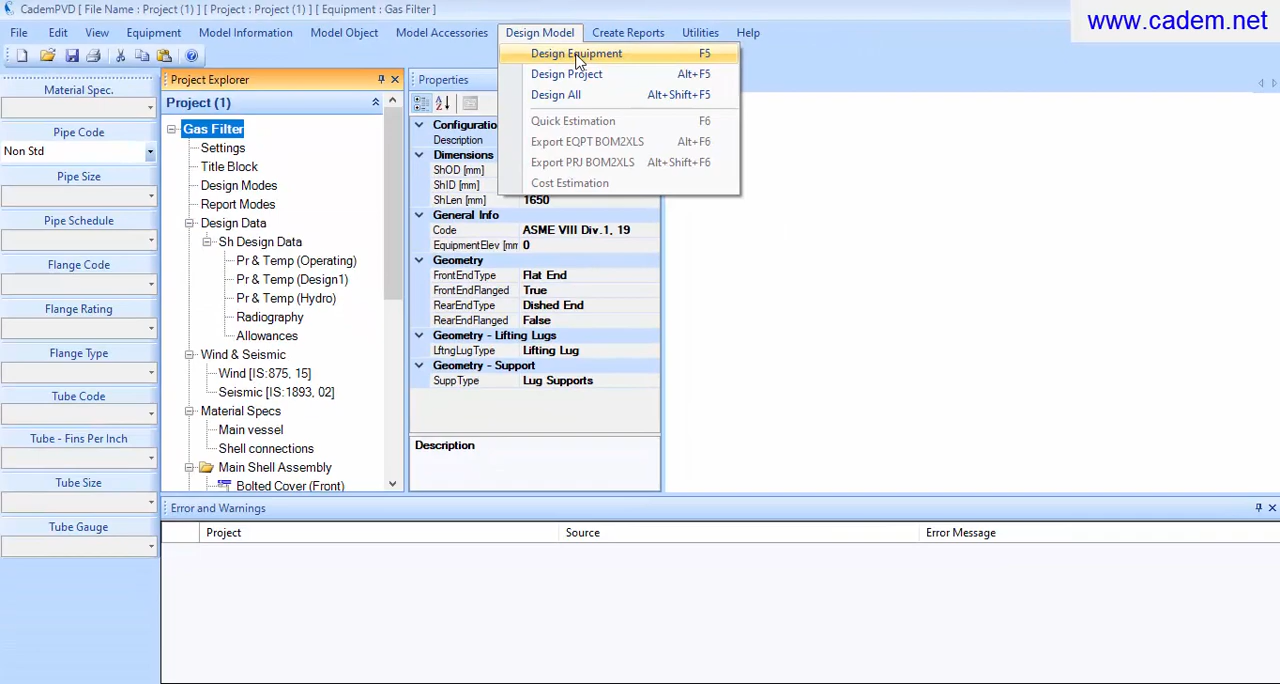 CademPVD [ File Name : Project (1) ] [ Project : Project (1) ] [ Equipment : Gas Filter ]
www.cadem.net
File Edit View Equipment Model Information Model Object Model Accessories Design Model Create Reports Utilities Help
Design Equipment F5
Design Project Alt+F5
Design All Alt+Shift+F5
Quick Estimation F6
Export EQPT BOM2XLS Alt+F6
Export PRJ BOM2XLS Alt+Shift+F6
Cost Estimation
Material Spec.
Pipe Code
Non Std
Pipe Size
Pipe Schedule
Flange Code
Flange Rating
Flange Type
Tube Code
Tube - Fins Per Inch
Tube Size
Tube Gauge
Project Explorer
Project (1)
Gas Filter
Settings
Title Block
Design Modes
Report Modes
Design Data
Sh Design Data
Pr & Temp (Operating)
Pr & Temp (Design1)
Pr & Temp (Hydro)
Radiography
Allowances
Wind & Seismic
Wind [IS:875, 15]
Seismic [IS:1893, 02]
Material Specs
Main vessel
Shell connections
Main Shell Assembly
Bolted Cover (Front)
Properties
Configuratio
Description
Dimensions
ShOD [mm]
ShID [mm]
ShLen [mm] 1650
General Info
Code ASME VIII Div.1, 19
EquipmentElev [mm 0
Geometry
FrontEndType Flat End
FrontEndFlanged True
RearEndType Dished End
RearEndFlanged False
Geometry - Lifting Lugs
LftngLugType Lifting Lug
Geometry - Support
SuppType Lug Supports
Description
Error and Warnings
Project Source Error Message